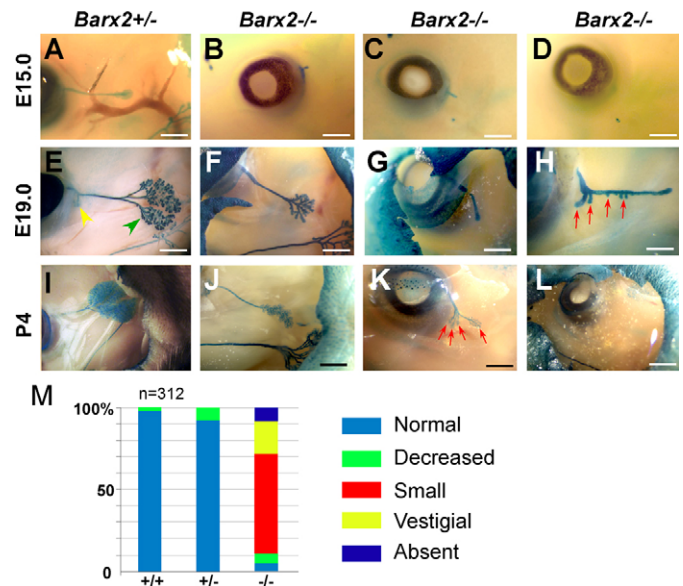 Barx2+/- Barx2-/- Barx2-/- Barx2-/-
E15.0
A B C D
E19.0
E F G H
P4
I J K L
M
n=312
100%
50
0
+/+ +/- -/-
Normal
Decreased
Small
Vestigial
Absent